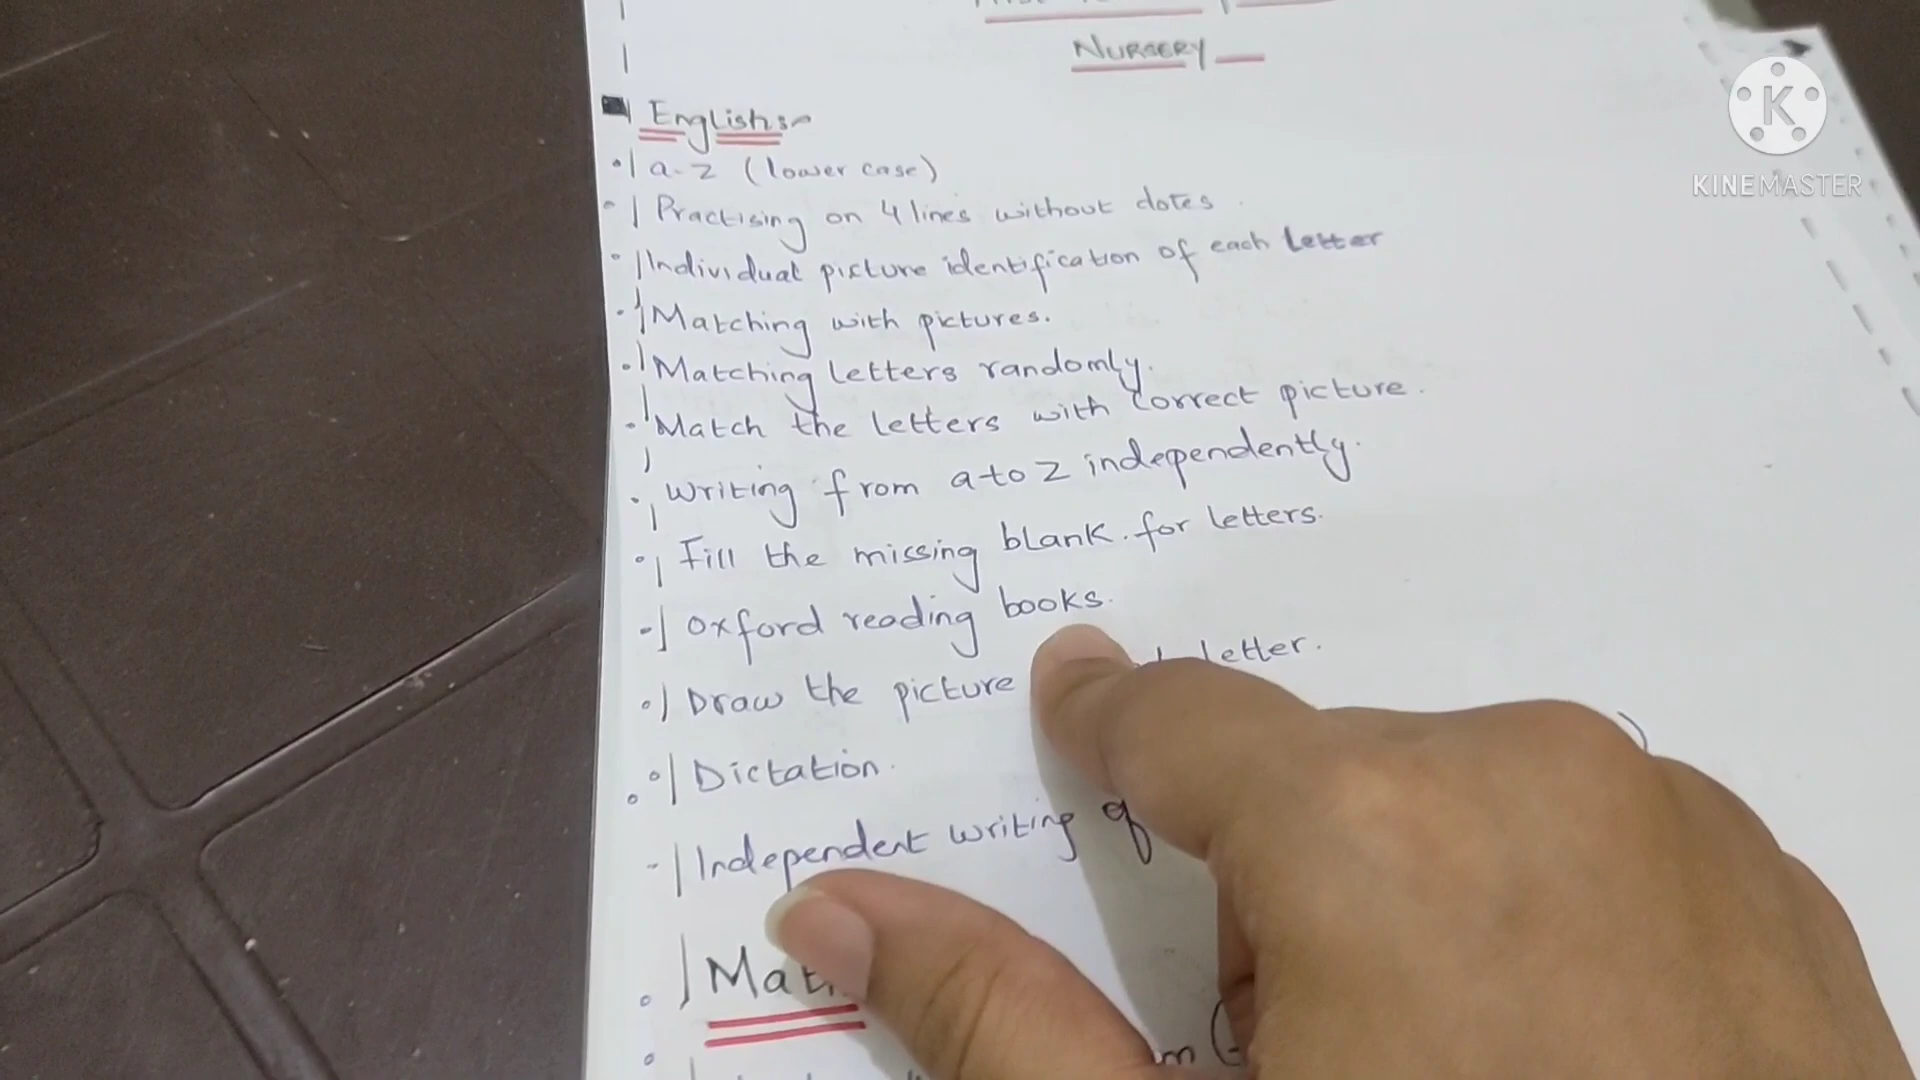 NURSERY
English:-
a-z (lower case)
Practising on 4 lines without dotes.
Individual picture identification of each letter
Matching with pictures.
Matching letters randomly.
Match the letters with correct picture.
Writing from a to z independently.
Fill the missing blank for letters.
Oxford reading books.
Draw the picture letter.
Dictation.
Independent writing of
K
KINEMASTER